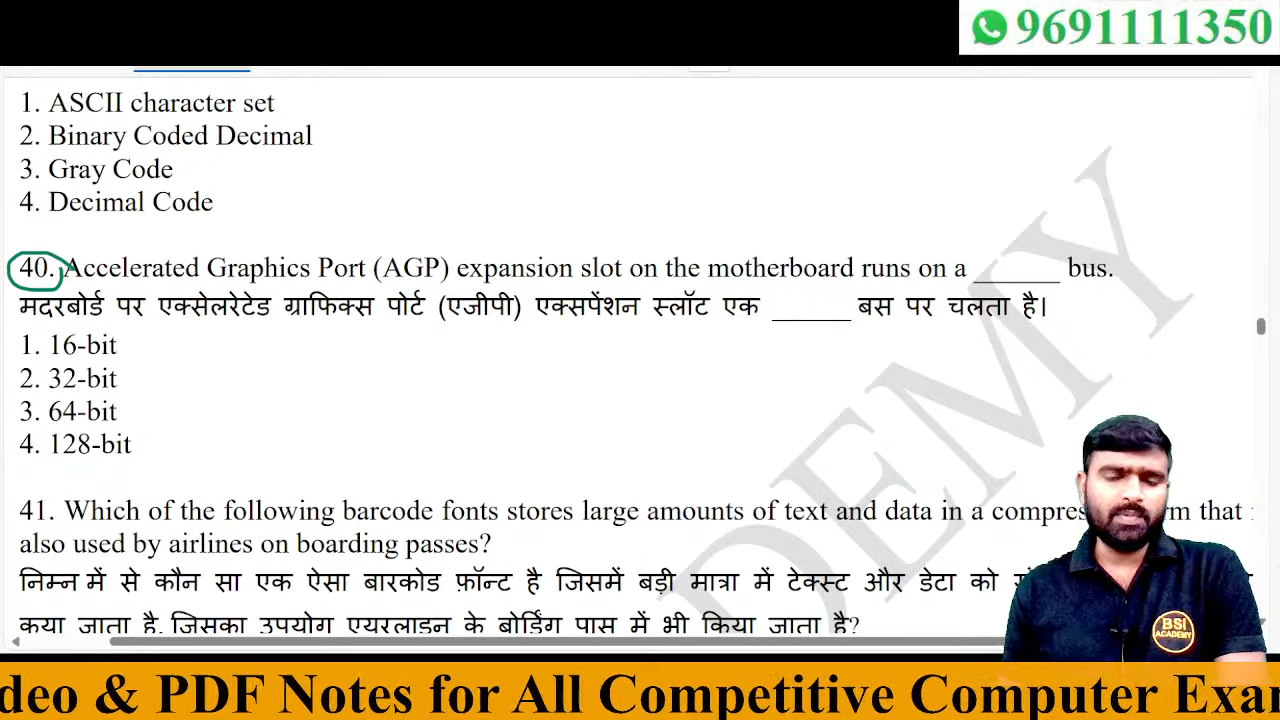 9691111350
1. ASCII character set
2. Binary Coded Decimal
3. Gray Code
4. Decimal Code
40. Accelerated Graphics Port (AGP) expansion slot on the motherboard runs on a ______ bus.
मदरबोर्ड पर एक्सेलरेटेड ग्राफिक्स पोर्ट (एजीपी) एक्सपेंशन स्लॉट एक ______ बस पर चलता है।
1. 16-bit
2. 32-bit
3. 64-bit
4. 128-bit
41. Which of the following barcode fonts stores large amounts of text and data in a that
also used by airlines on boarding passes?
निम्न में से कौन सा एक ऐसा बारकोड फ़ॉन्ट है जिसमें बड़ी मात्रा में टेक्स्ट और डेटा को
कया जाता है, जिसका उपयोग एयरलाइन के बोर्डिंग पास में भी किया जाता है?
DEMY
BSI
ACADEMY
deo & PDF Notes for All Competitive Computer Exa